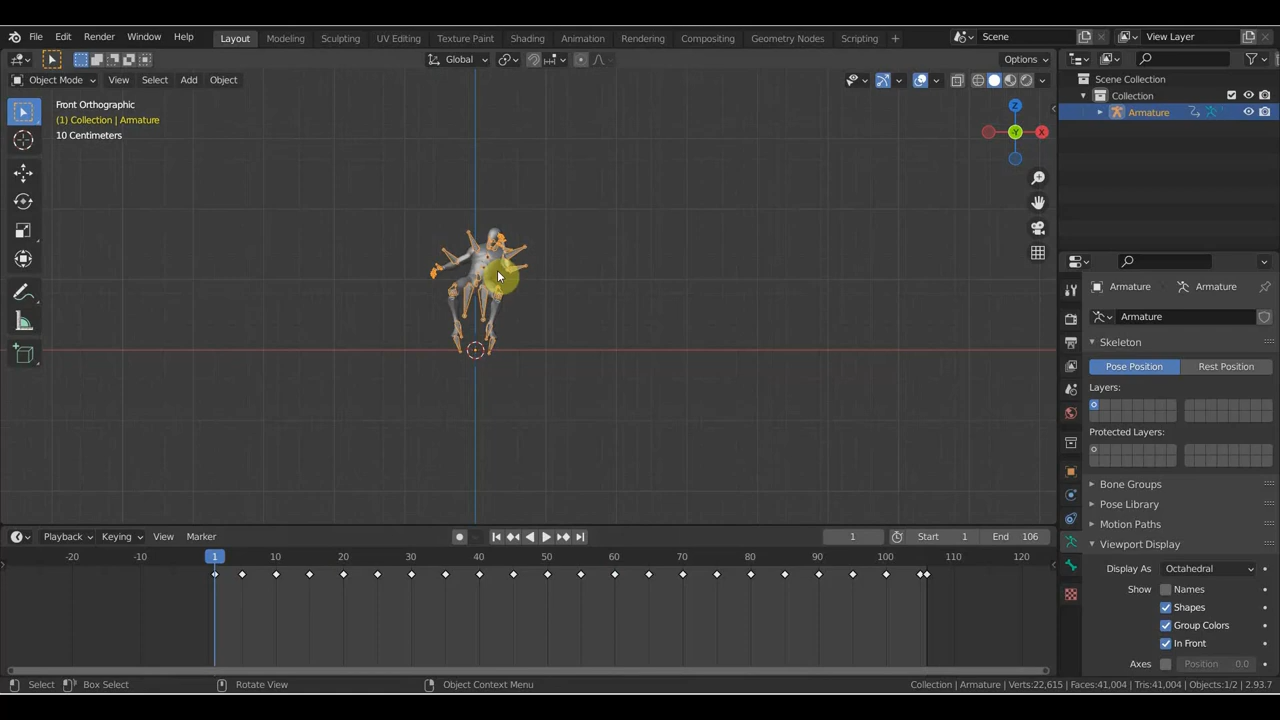 File Edit Render Window Help Layout Modeling Sculpting UV Editing Texture Paint Shading Animation Rendering Compositing Geometry Nodes Scripting + Scene View Layer
Global Options
Object Mode View Select Add Object
Scene Collection
Collection
Armature
Front Orthographic
(1) Collection | Armature
10 Centimeters
Z
-Y
X
Armature Armature
Armature
Skeleton
Pose Position Rest Position
Layers:
Protected Layers:
Bone Groups
Pose Library
Motion Paths
Viewport Display
Display As Octahedral
Show Names
Shapes
Group Colors
In Front
Axes Position 0.0
Playback Keying View Marker 1 Start 1 End 106
-20 -10 1 10 20 30 40 50 60 70 80 90 100 110 120
Select Box Select Rotate View Object Context Menu Collection | Armature | Verts:22,615 | Faces:41,004 | Tris:41,004 | Objects:1/2 | 2.93.7